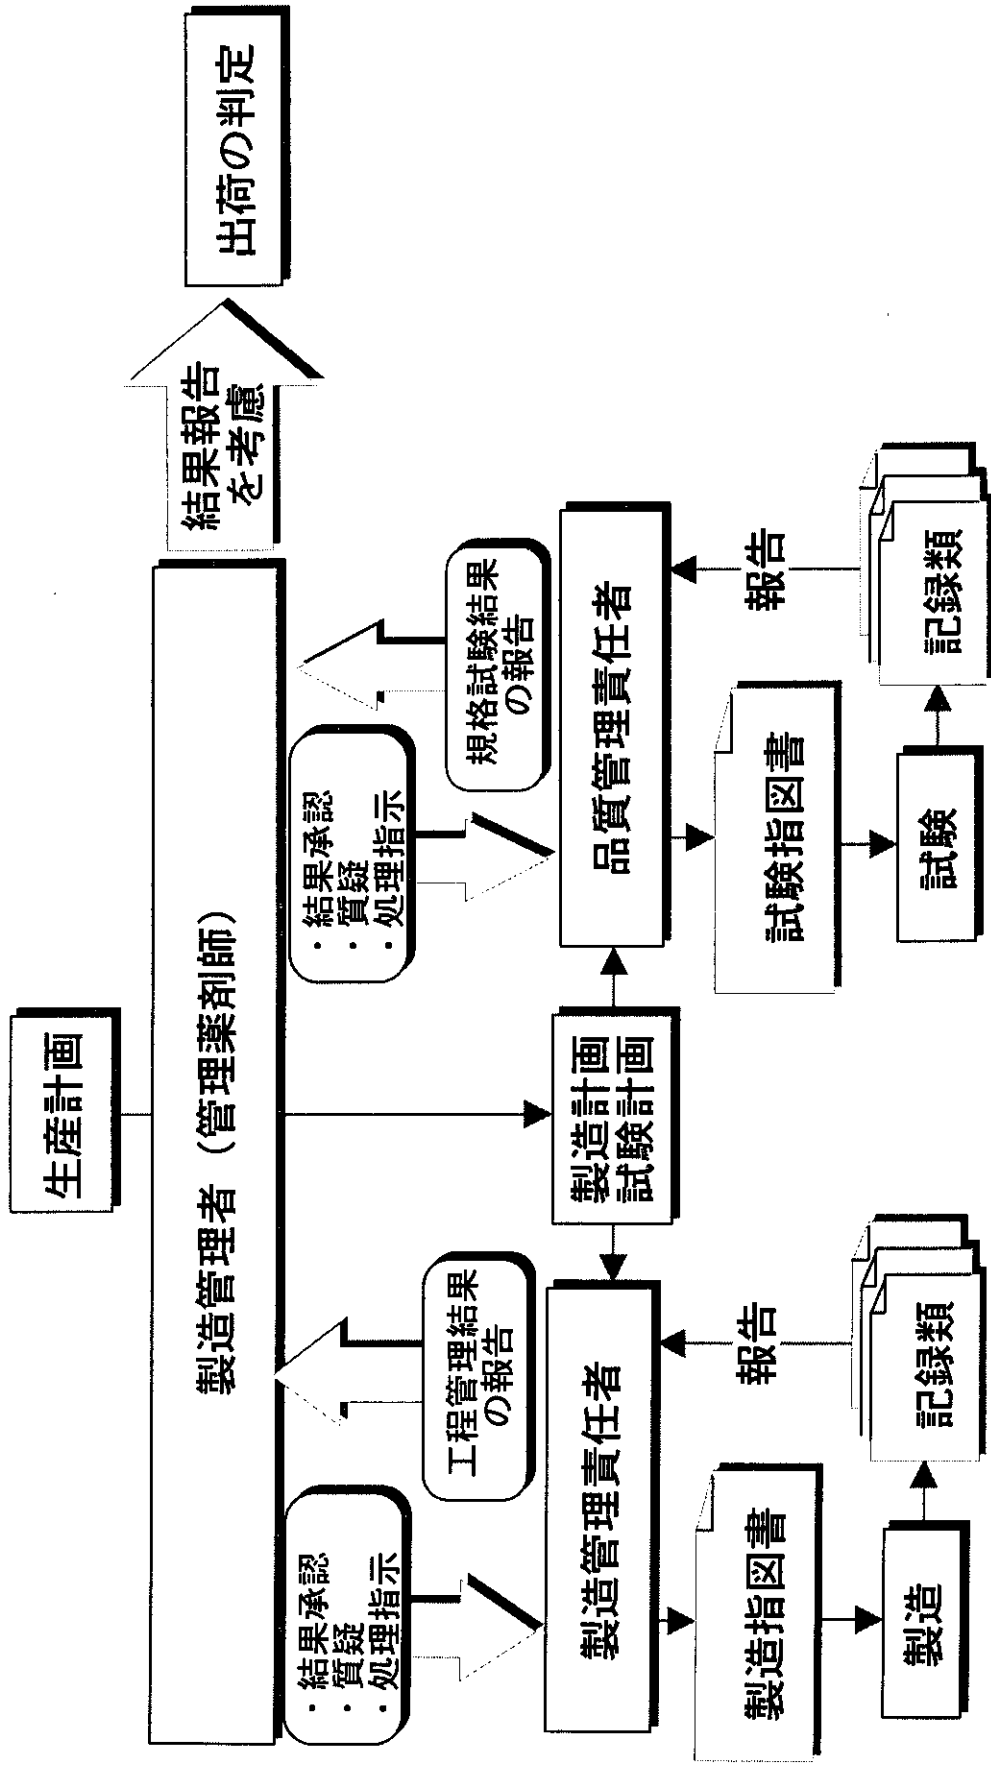 生産計画
製造管理者（管理薬剤師）
結果報告
を考慮
出荷の判定
・結果承認
・質疑
・処理指示
工程管理結果
の報告
・結果承認
・質疑
・処理指示
規格試験結果
の報告
製造管理責任者
製造計画
試験計画
品質管理責任者
製造指図書
報告
試験指図書
報告
製造
記録類
試験
記録類